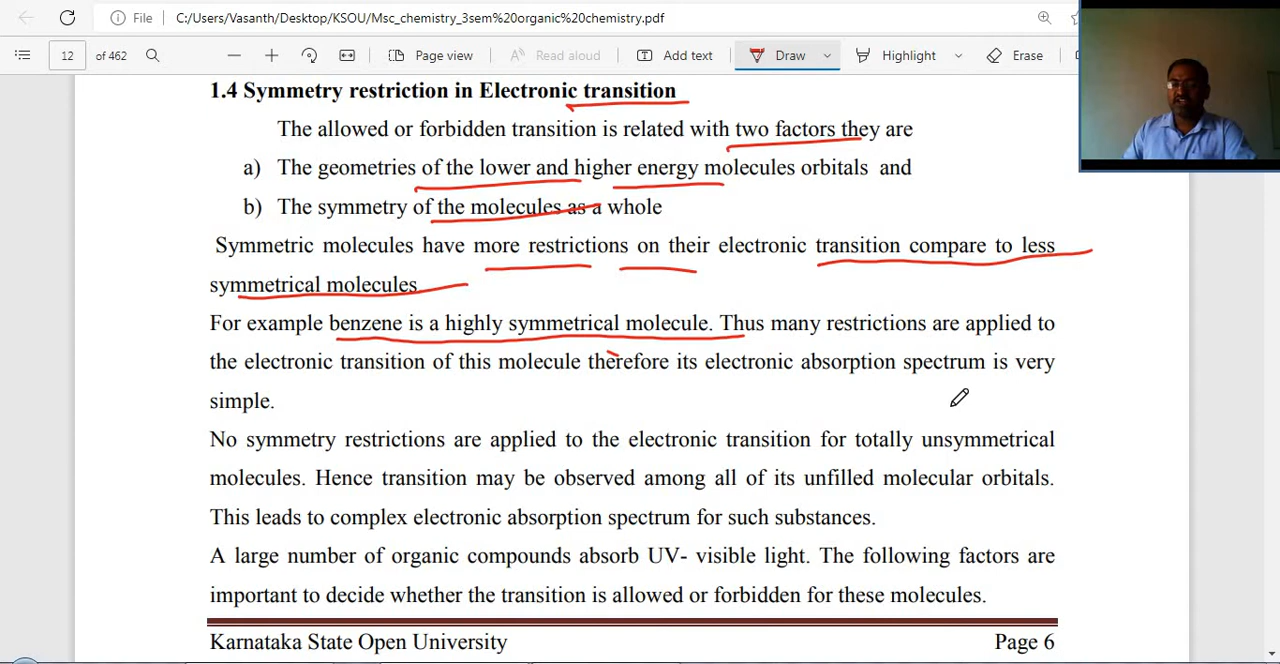 File C:/Users/Vasanth/Desktop/KSOU/Msc_chemistry_3sem%20organic%20chemistry.pdf
12 of 462 Page view Read aloud Add text Draw Highlight Erase
1.4 Symmetry restriction in Electronic transition
The allowed or forbidden transition is related with two factors they are
a) The geometries of the lower and higher energy molecules orbitals and
b) The symmetry of the molecules as a whole
Symmetric molecules have more restrictions on their electronic transition compare to less
symmetrical molecules
For example benzene is a highly symmetrical molecule. Thus many restrictions are applied to
the electronic transition of this molecule therefore its electronic absorption spectrum is very
simple.
No symmetry restrictions are applied to the electronic transition for totally unsymmetrical
molecules. Hence transition may be observed among all of its unfilled molecular orbitals.
This leads to complex electronic absorption spectrum for such substances.
A large number of organic compounds absorb UV- visible light. The following factors are
important to decide whether the transition is allowed or forbidden for these molecules.
Karnataka State Open University Page 6